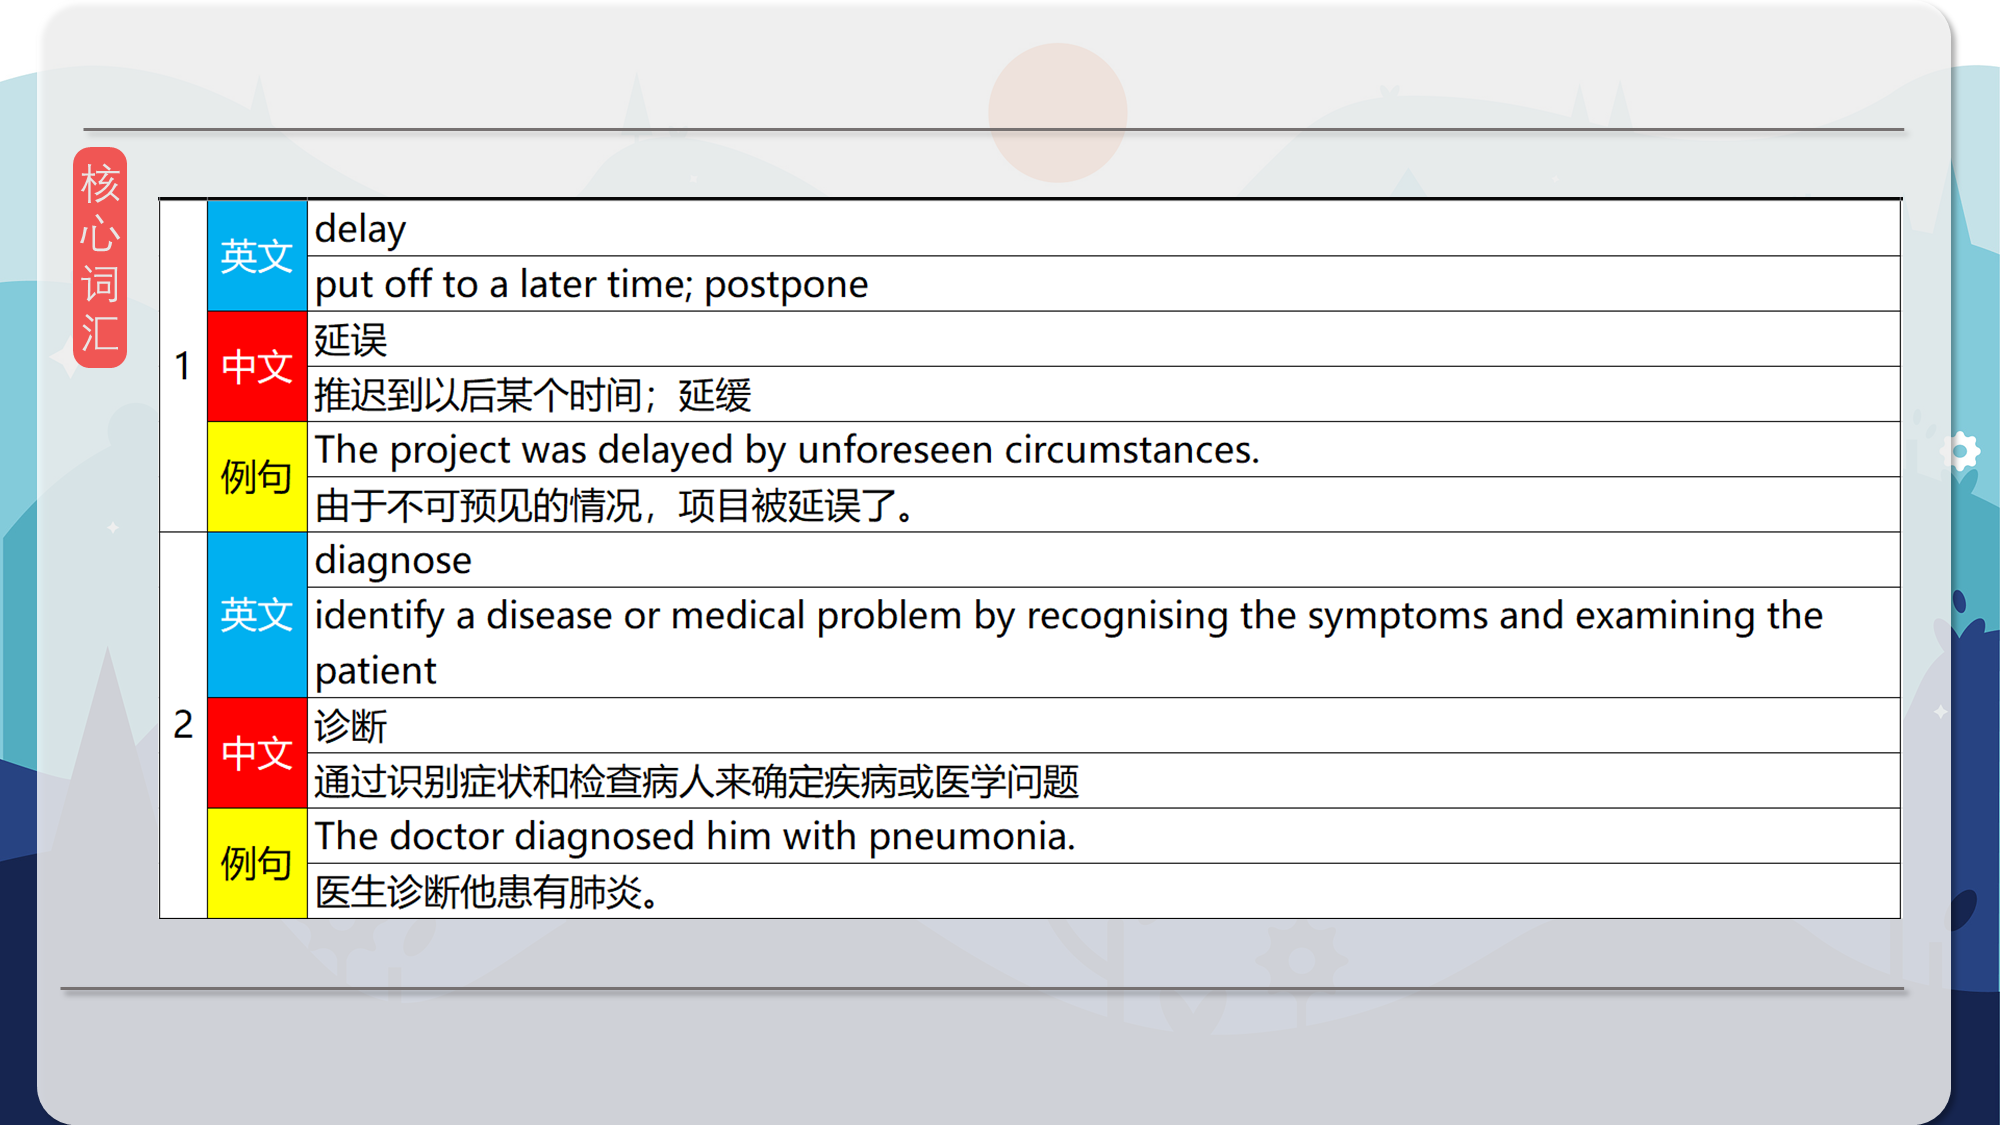 核心词汇
1
英文
delay
put off to a later time; postpone
中文
延误
推迟到以后某个时间；延缓
例句
The project was delayed by unforeseen circumstances.
由于不可预见的情况，项目被延误了。
2
英文
diagnose
identify a disease or medical problem by recognising the symptoms and examining the
patient
中文
诊断
通过识别症状和检查病人来确定疾病或医学问题
例句
The doctor diagnosed him with pneumonia.
医生诊断他患有肺炎。